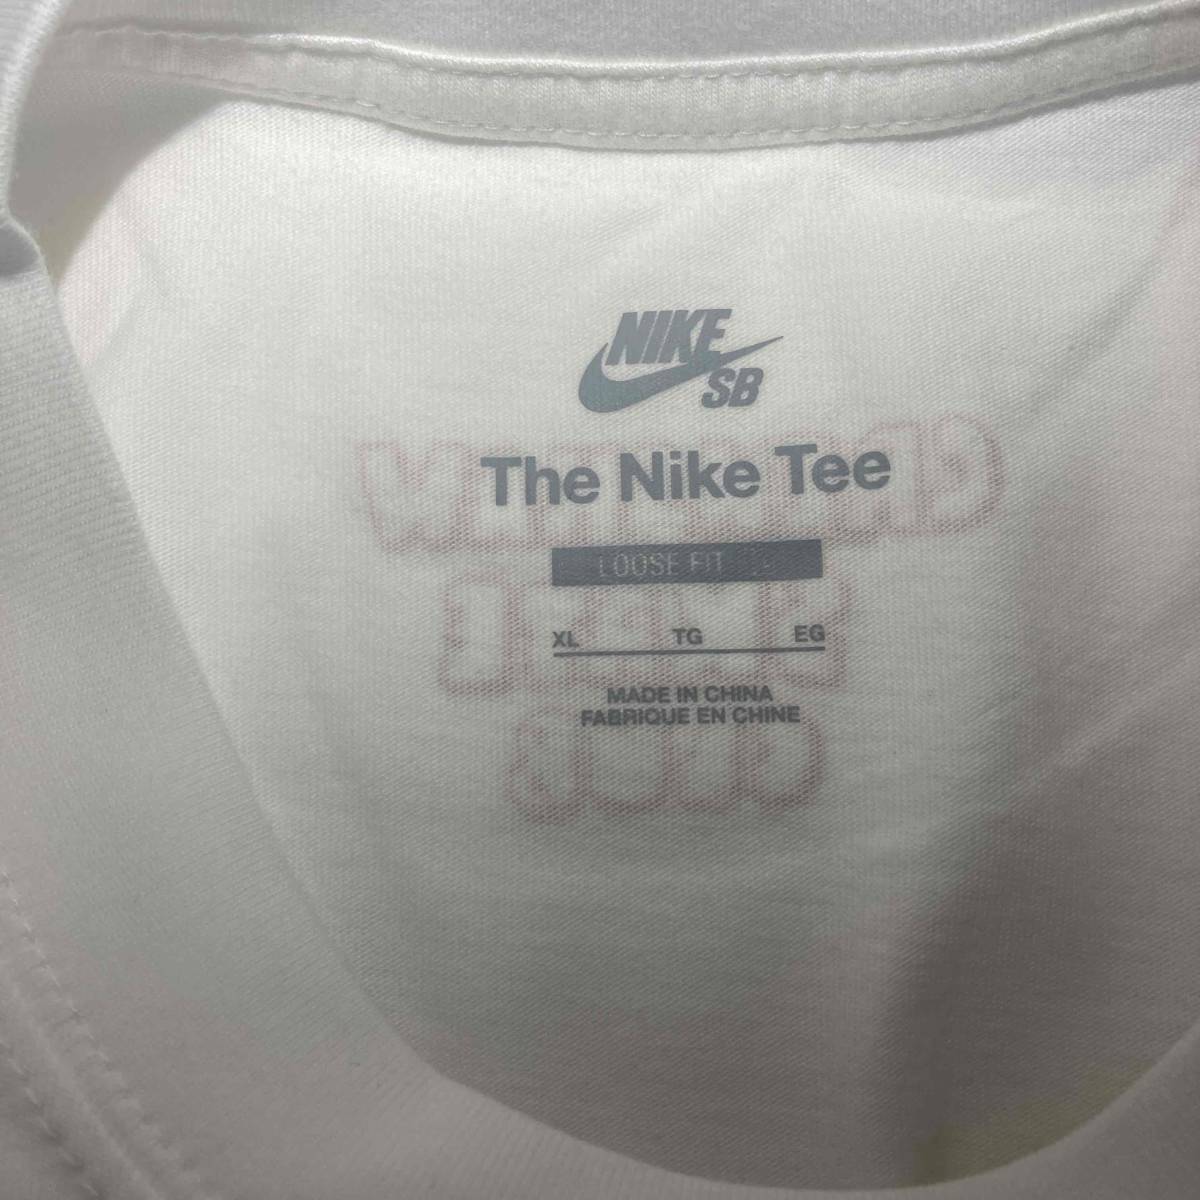 NIKE
SB
The Nike Tee
LOOSE FIT
XL TG EG
MADE IN CHINA
FABRIQUE EN CHINE